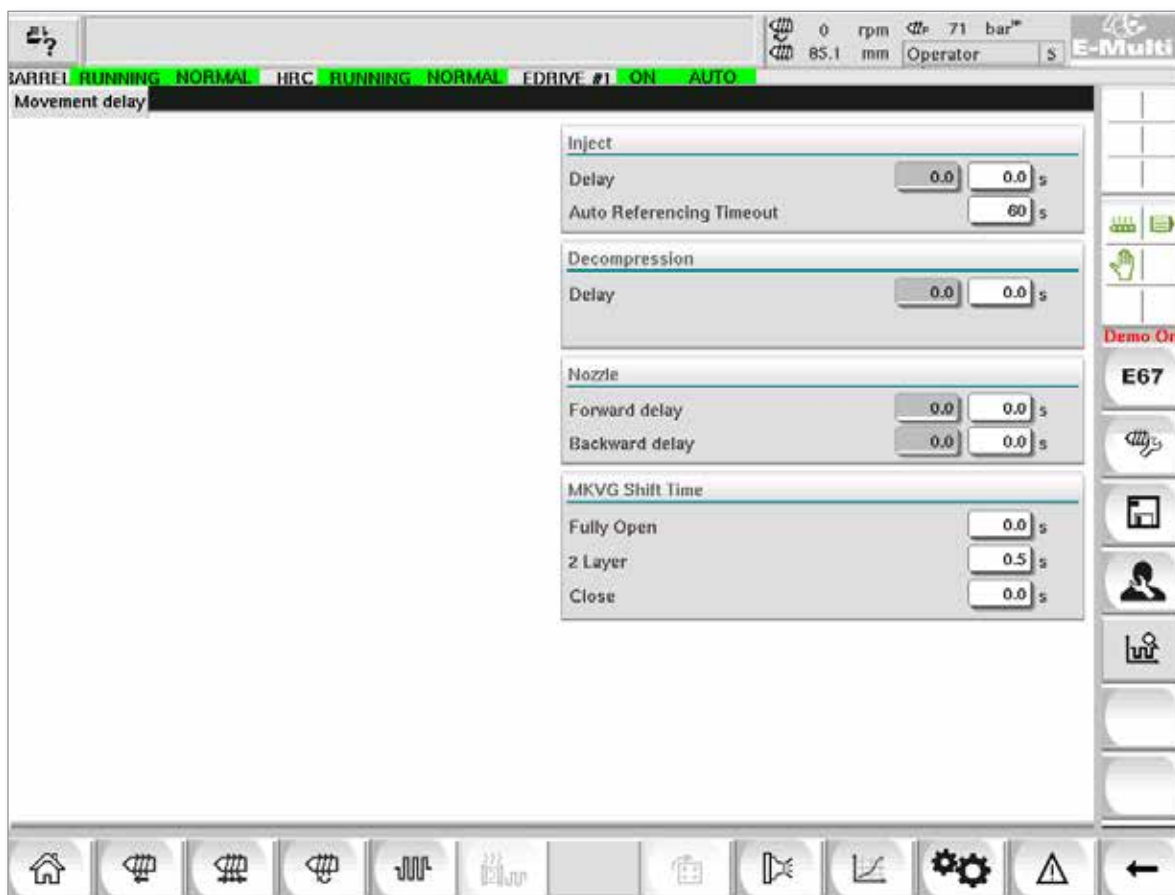 0 rpm 71 bar
85.1 mm Operator S
E-Multi
BARREL RUNNING NORMAL HRC RUNNING NORMAL EDRIVE #1 ON AUTO
Movement delay
Inject
Delay 0.0 0.0 s
Auto Referencing Timeout 60 s
Decompression
Delay 0.0 0.0 s
Demo On
Nozzle
E67
Forward delay 0.0 0.0 s
Backward delay 0.0 0.0 s
MKVG Shift Time
Fully Open 0.0 s
2 Layer 0.5 s
Close 0.0 s